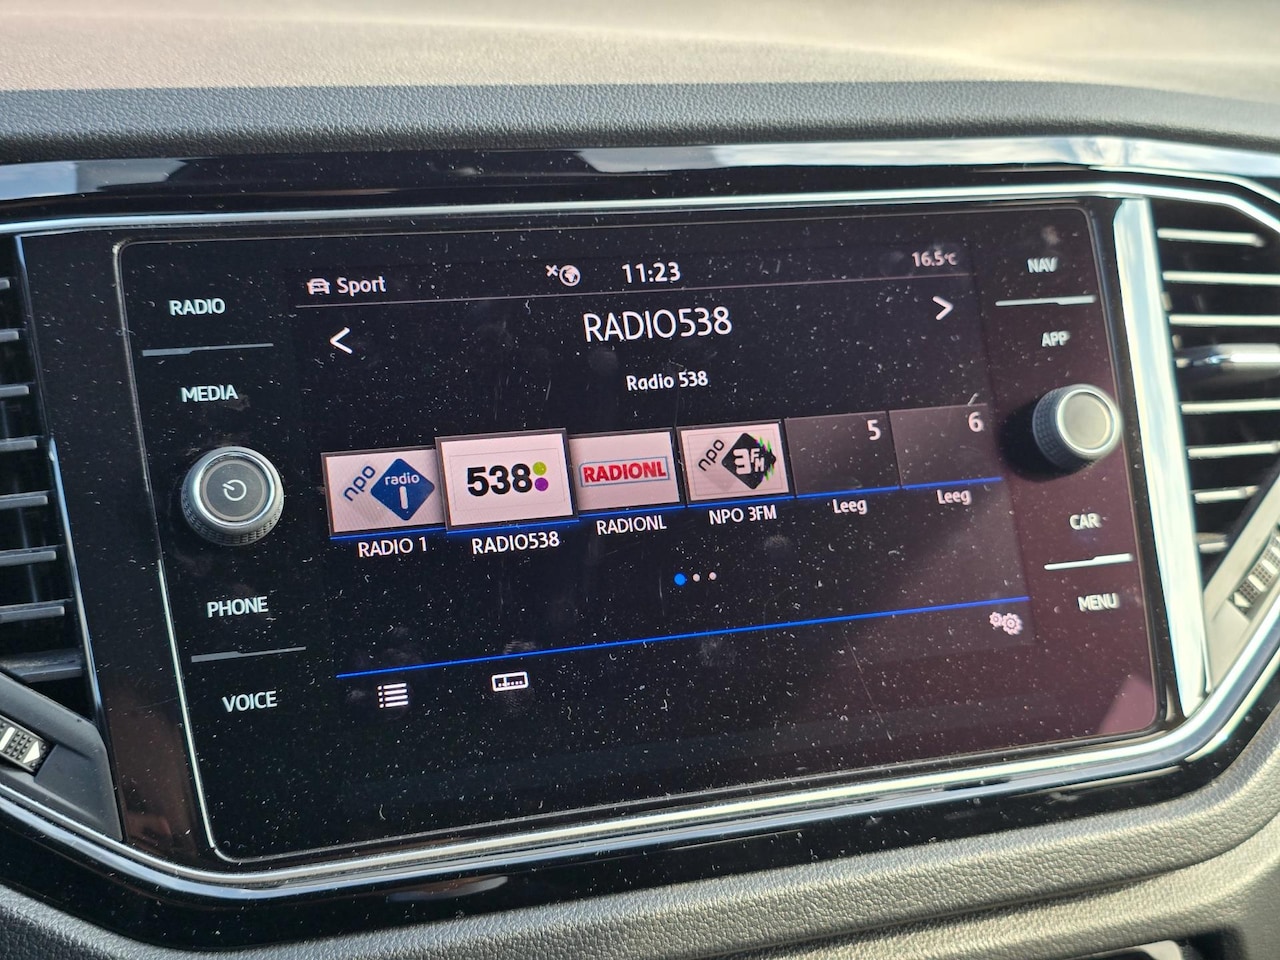 Sport
11:23
16.5°C
NAV
RADIO
RADIO538
APP
MEDIA
Radio 538
npo radio 1
538
RADIONL
npo 3FM
5
6
RADIO 1
RADIO538
RADIONL
NPO 3FM
Leeg
Leeg
CAR
PHONE
MENU
VOICE